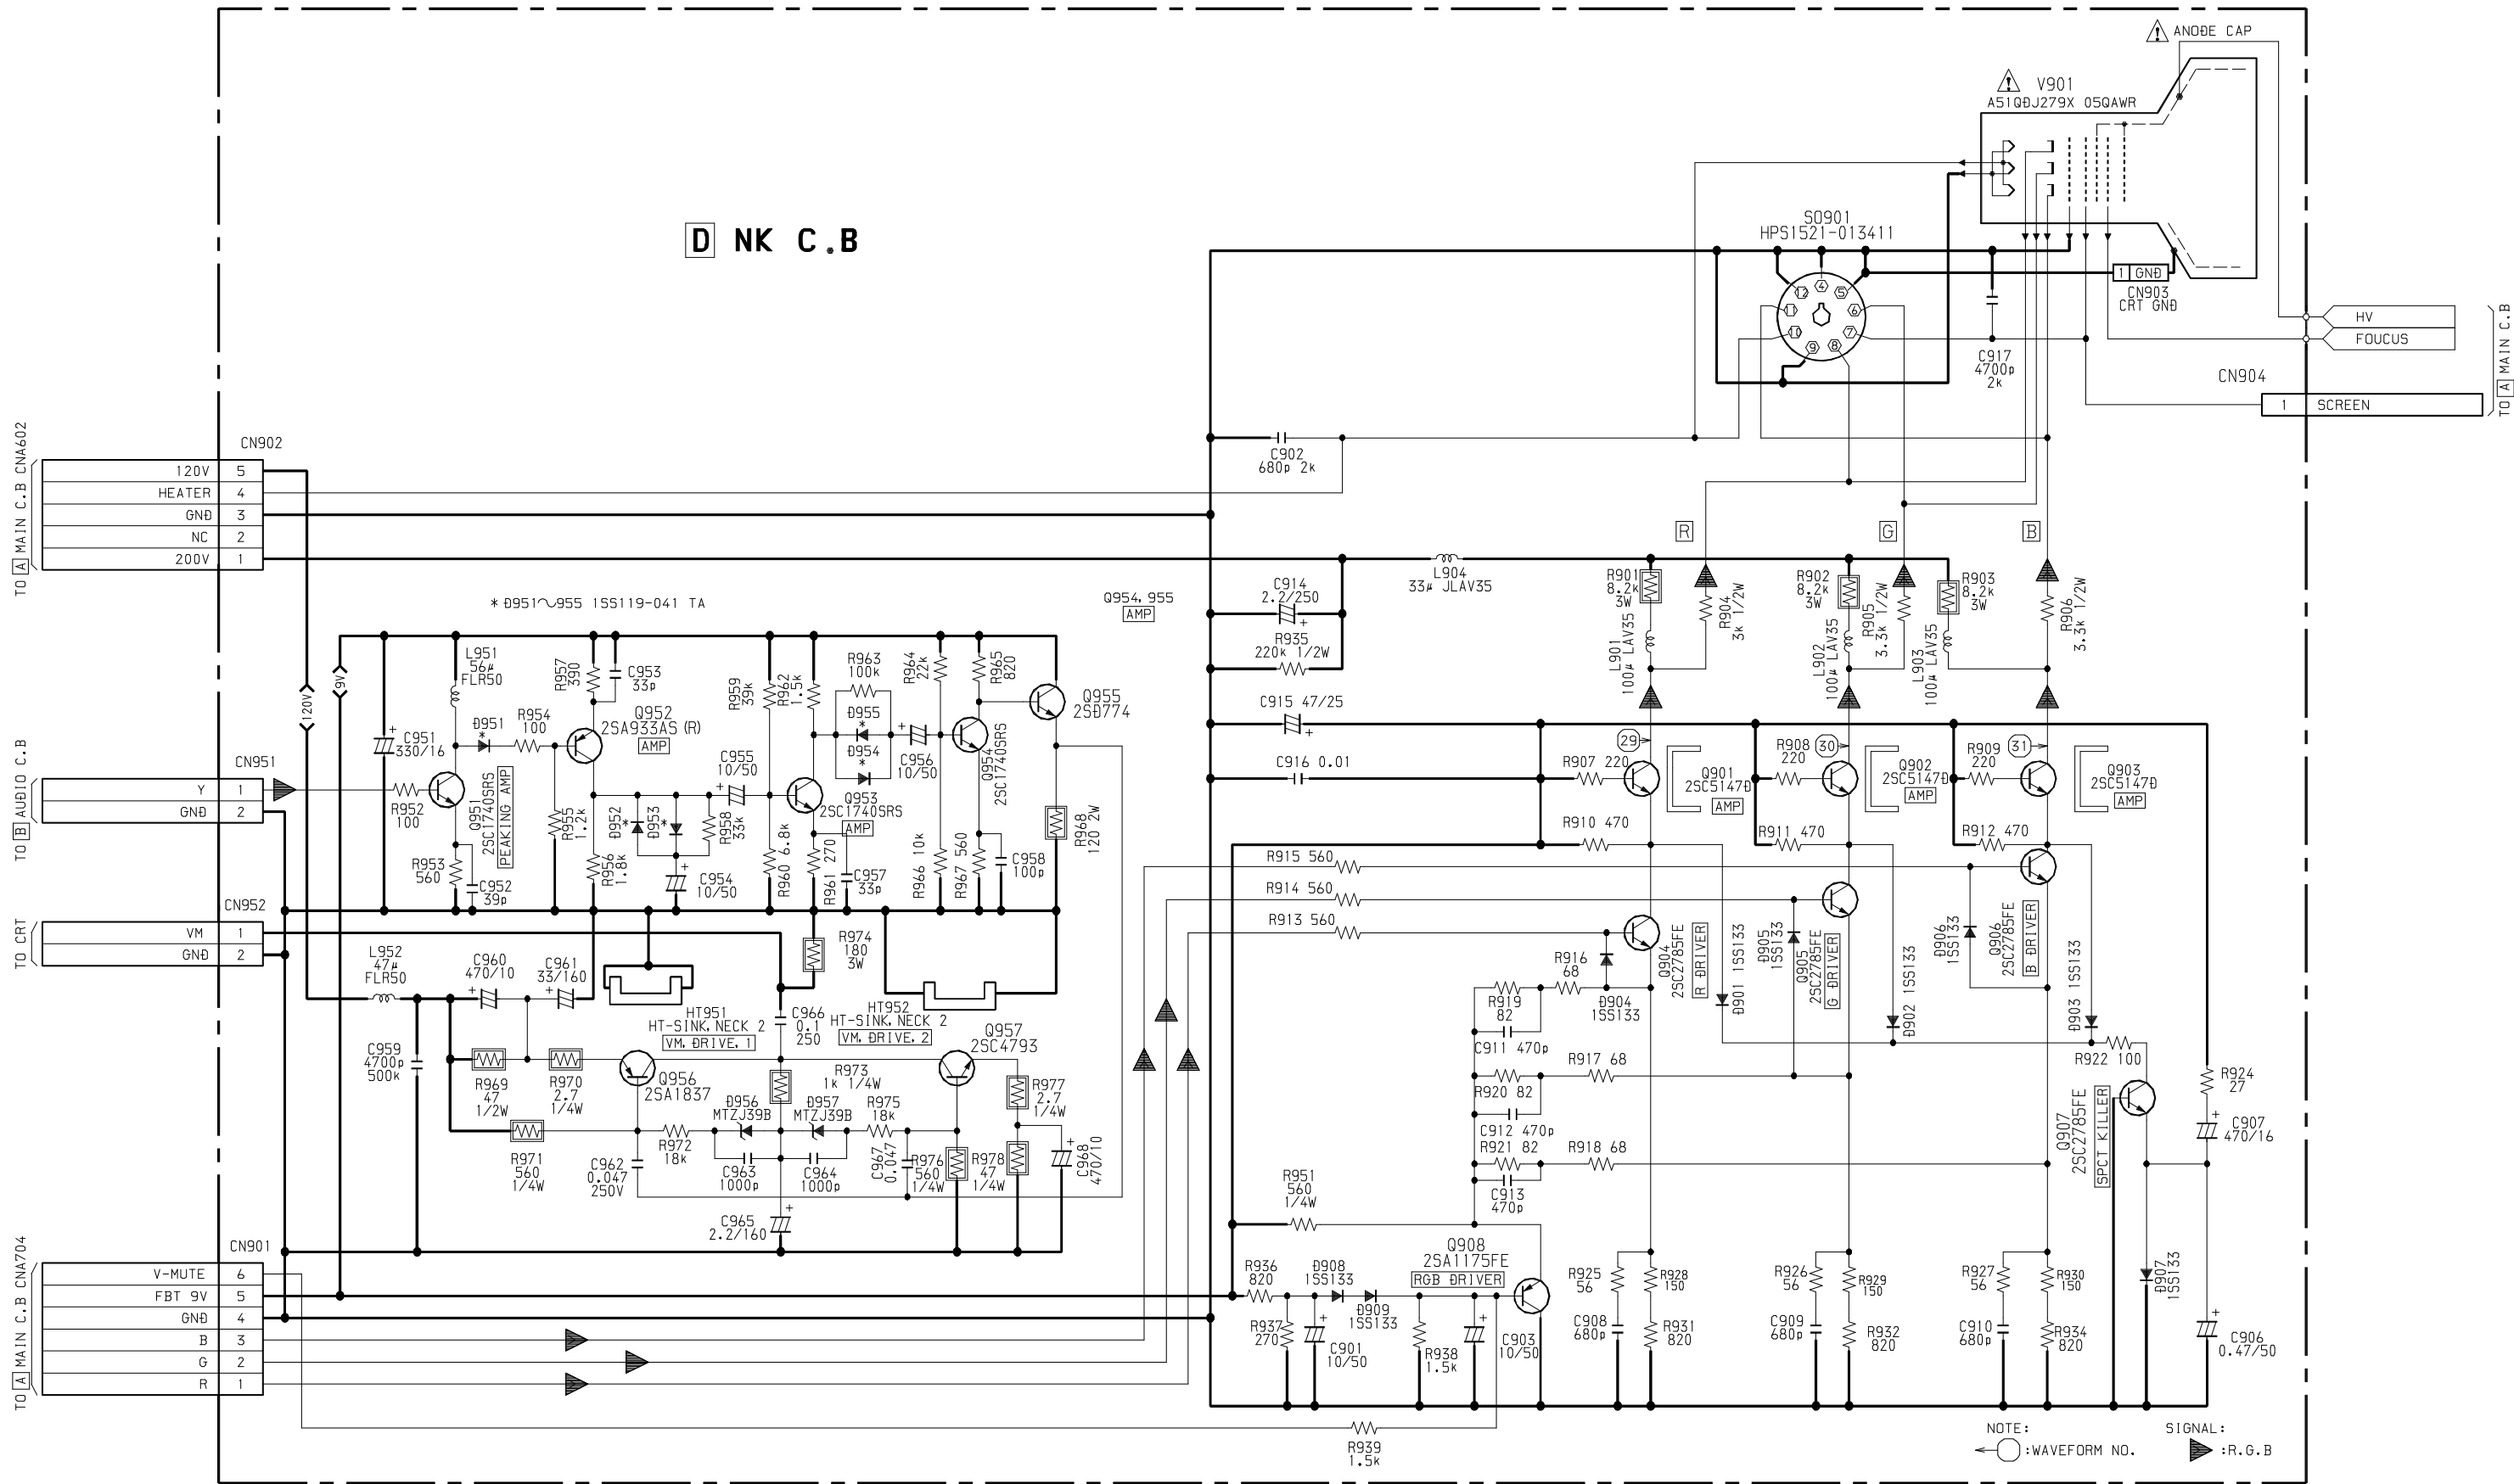 D NK C.B
ANODE CAP
V901
A51QDJ279X 05QAWR
SO901
HPS1521-013411
1 GND
CN903
CRT GND
HV
FOUCUS
TO A MAIN C.B
CN904
1 SCREEN
C917
4700p
2k
12
4
5
11
6
10
7
9
8
TO A MAIN C.B CNA602
CN902
120V 5
HEATER 4
GND 3
NC 2
200V 1
C902
680p 2k
R
G
B
* D951~955 1SS119-041 TA
Q954,955
AMP
L904
33µ JLAV35
C914
2.2/250
R935
220k 1/2W
C915 47/25
C916 0.01
R901
8.2k
3W
L901
100µ LAV35
R904
3k 1/2W
R902
8.2k
3W
L902
100µ LAV35
R905
3.3k 1/2W
R903
8.2k
3W
L903
100µ LAV35
R906
3.3k 1/2W
120V
9V
L951
56µ
FLR50
C951
330/16
D951
*
R954
100
R957
390
C953
33p
Q952
2SA933AS (R)
AMP
R959
39k
R962
1.5k
R963
100k
D955
*
D954
*
R964
22k
R965
820
Q955
2SD774
C955
10/50
C956
10/50
Q954
2SC1740SRS
Q953
2SC1740SRS
AMP
TO B AUDIO C.B
CN951
Y 1
GND 2
R952
100
Q951
2SC1740SRS
PEAKING AMP
R953
560
C952
39p
R955
1.2k
R956
1.8k
D952
*
D953
*
R958
33k
C954
10/50
R960 6.8k
R961 270
C957
33p
R966 10k
R967 560
C958
100p
R968
120 2W
29
30
31
R907 220
R908
220
R909
220
Q901
2SC5147D
AMP
Q902
2SC5147D
AMP
Q903
2SC5147D
AMP
R910 470
R911 470
R912 470
R915 560
R914 560
R913 560
TO CRT
CN952
VM 1
GND 2
L952
47µ
FLR50
C960
470/10
C961
33/160
R974
180
3W
HT951
HT-SINK,NECK 2
VM, DRIVE, 1
C966
0.1
250
HT952
HT-SINK,NECK 2
VM, DRIVE, 2
Q957
2SC4793
C959
4700p
500k
R969
47
1/2W
R970
2.7
1/4W
Q956
2SA1837
R973
1k 1/4W
R977
2.7
1/4W
D956
MTZJ39B
D957
MTZJ39B
R975
18k
R971
560
1/4W
R972
18k
C962
0.047
250V
C963
1000p
C964
1000p
C967
0.047
R976
560
1/4W
R978
47
1/4W
C968
470/10
C965
2.2/160
R916
68
D904
1SS133
Q904
2SC2785FE
R DRIVER
D901 1SS133
D905
1SS133
Q905
2SC2785FE
G DRIVER
D902 1SS133
D906
1SS133
Q906
2SC2785FE
B DRIVER
D903 1SS133
R919
82
C911 470p
R917 68
R920 82
C912 470p
R921 82
R918 68
C913
470p
R951
560
1/4W
R922 100
Q907
2SC2785FE
SPCT KILLER
R924
27
C907
470/16
D907
1SS133
C906
0.47/50
TO A MAIN C.B CNA704
CN901
V-MUTE 6
FBT 9V 5
GND 4
B 3
G 2
R 1
R936
820
D908
1SS133
D909
1SS133
Q908
2SA1175FE
RGB DRIVER
R937
270
C901
10/50
R938
1.5k
C903
10/50
R939
1.5k
R925
56
R928
150
C908
680p
R931
820
R926
56
R929
150
C909
680p
R932
820
R927
56
R930
150
C910
680p
R934
820
NOTE:
:WAVEFORM NO.
SIGNAL:
:R.G.B